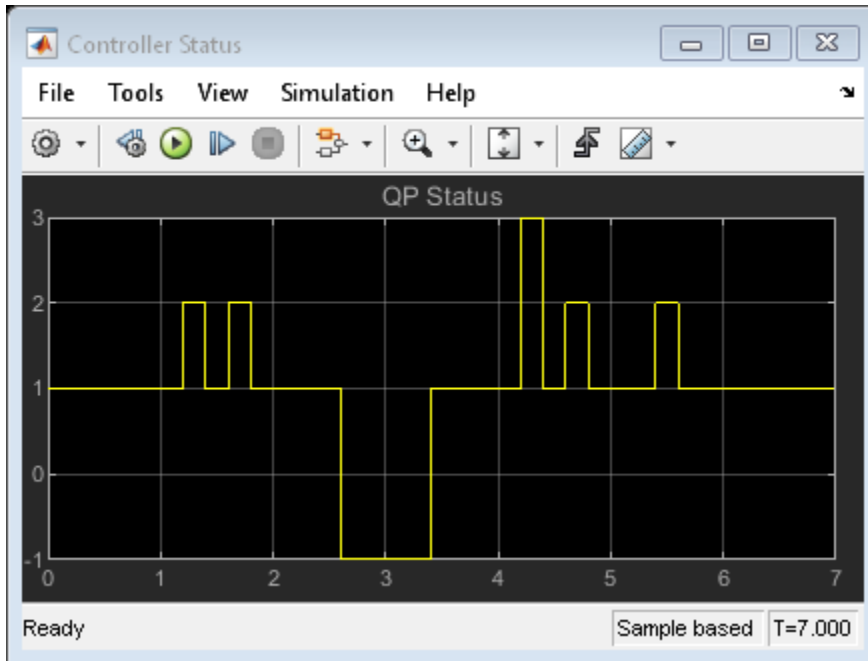 Controller Status
File Tools View Simulation Help
QP Status
3
2
1
0
-1
0 1 2 3 4 5 6 7
Ready Sample based T=7.000